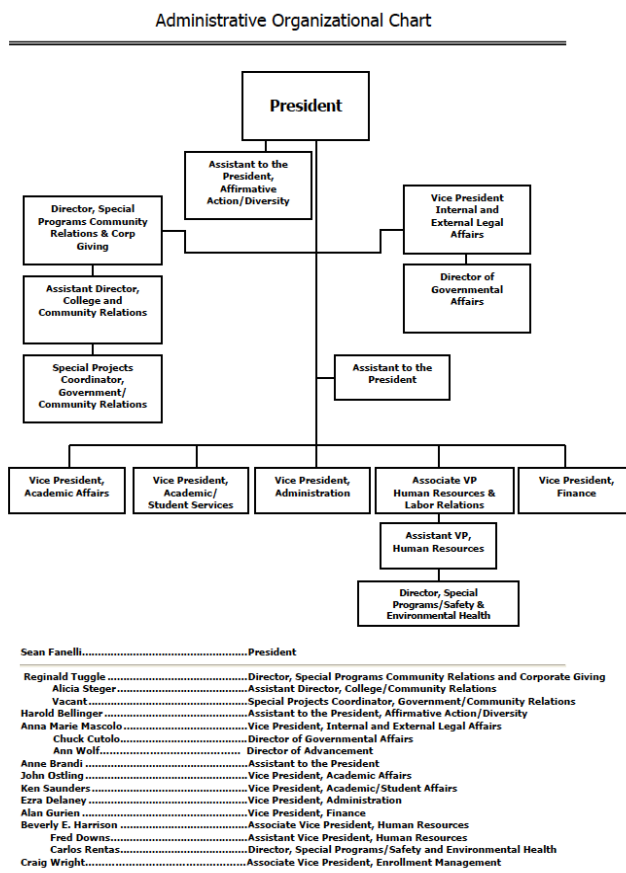 Administrative Organizational Chart
President
Assistant to the
President,
Affirmative
Action/Diversity
Director, Special
Programs Community
Relations & Corp
Giving
Vice President
Internal and
External Legal
Affairs
Assistant Director,
College and
Community Relations
Director of
Governmental
Affairs
Special Projects
Coordinator,
Government/
Community Relations
Assistant to the
President
Vice President,
Academic Affairs
Vice President,
Academic/
Student Services
Vice President,
Administration
Associate VP
Human Resources &
Labor Relations
Vice President,
Finance
Assistant VP,
Human Resources
Director, Special
Programs/Safety &
Environmental Health
Sean Fanelli....................................................President
Reginald Tuggle............................................Director, Special Programs Community Relations and Corporate Giving
Alicia Steger.........................................Assistant Director, College/Community Relations
Vacant..................................................Special Projects Coordinator, Government/Community Relations
Harold Bellinger.............................................Assistant to the President, Affirmative Action/Diversity
Anna Marie Mascolo......................................Vice President, Internal and External Legal Affairs
Chuck Cutolo........................................Director of Governmental Affairs
Ann Wolf............................................ Director of Advancement
Anne Brandi ..................................................Assistant to the President
John Ostling...................................................Vice President, Academic Affairs
Ken Saunders.................................................Vice President, Academic/Student Affairs
Ezra Delaney..................................................Vice President, Administration
Alan Gurien....................................................Vice President, Finance
Beverly E. Harrison ........................................Associate Vice President, Human Resources
Fred Downs...........................................Assistant Vice President, Human Resources
Carlos Rentas.........................................Director, Special Programs/Safety and Environmental Health
Craig Wright..................................................Associate Vice President, Enrollment Management